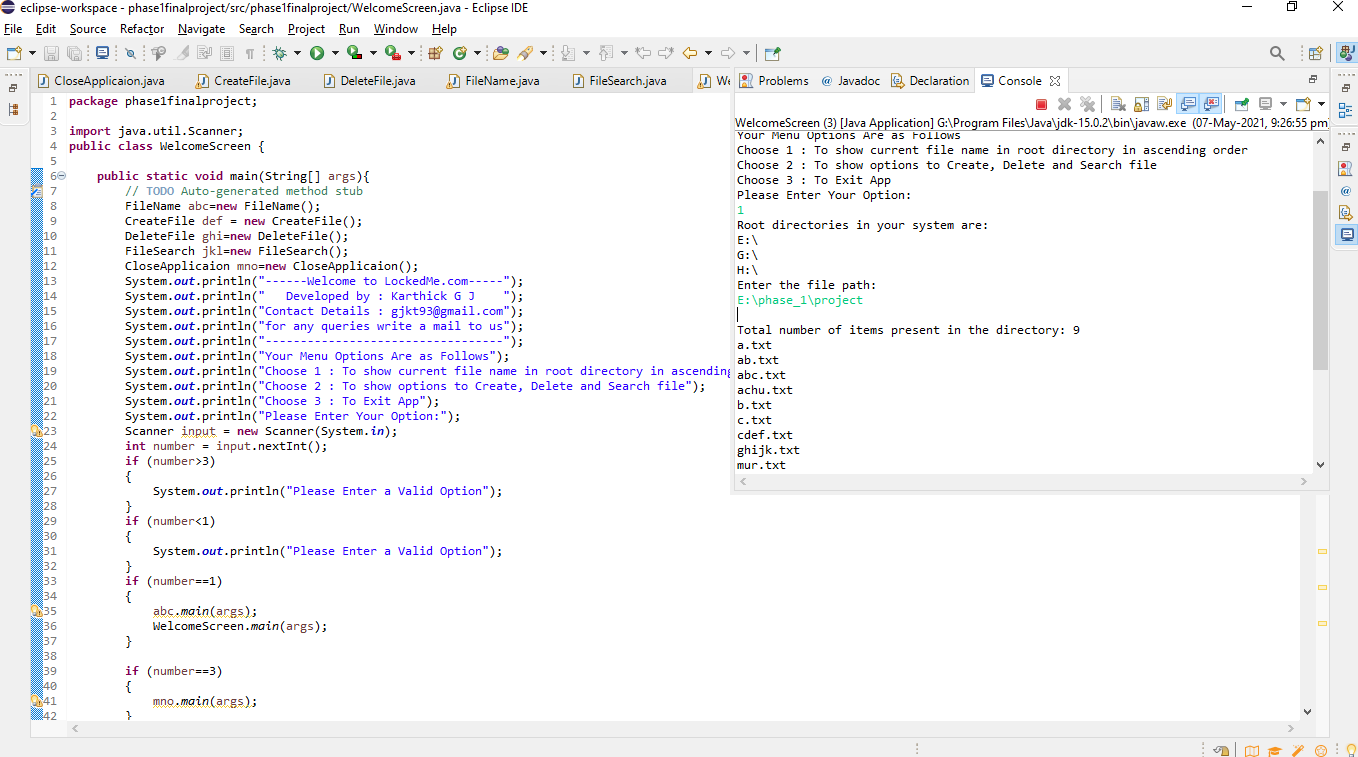 eclipse-workspace - phase1finalproject/src/phase1finalproject/WelcomeScreen.java - Eclipse IDE
File Edit Source Refactor Navigate Search Project Run Window Help
CloseApplicaion.java CreateFile.java DeleteFile.java FileName.java FileSearch.java We
1 package phase1finalproject;
2
3 import java.util.Scanner;
4 public class WelcomeScreen {
5
6 public static void main(String[] args){
7 // TODO Auto-generated method stub
8 FileName abc=new FileName();
9 CreateFile def = new CreateFile();
10 DeleteFile ghi=new DeleteFile();
11 FileSearch jkl=new FileSearch();
12 CloseApplicaion mno=new CloseApplicaion();
13 System.out.println("------Welcome to LockedMe.com-----");
14 System.out.println("   Developed by : Karthick G J    ");
15 System.out.println("Contact Details : gjkt93@gmail.com");
16 System.out.println("for any queries write a mail to us");
17 System.out.println("----------------------------------");
18 System.out.println("Your Menu Options Are as Follows");
19 System.out.println("Choose 1 : To show current file name in root directory in ascending
20 System.out.println("Choose 2 : To show options to Create, Delete and Search file");
21 System.out.println("Choose 3 : To Exit App");
22 System.out.println("Please Enter Your Option:");
23 Scanner input = new Scanner(System.in);
24 int number = input.nextInt();
25 if (number>3)
26 {
27 System.out.println("Please Enter a Valid Option");
28 }
29 if (number<1)
30 {
31 System.out.println("Please Enter a Valid Option");
32 }
33 if (number==1)
34 {
35 abc.main(args);
36 WelcomeScreen.main(args);
37 }
38
39 if (number==3)
40 {
41 mno.main(args);
42 }
Problems @ Javadoc Declaration Console
WelcomeScreen (3) [Java Application] G:\Program Files\Java\jdk-15.0.2\bin\javaw.exe (07-May-2021, 9:26:55 pm
Your Menu Options Are as Follows
Choose 1 : To show current file name in root directory in ascending order
Choose 2 : To show options to Create, Delete and Search file
Choose 3 : To Exit App
Please Enter Your Option:
1
Root directories in your system are:
E:\
G:\
H:\
Enter the file path:
E:\phase_1\project
Total number of items present in the directory: 9
a.txt
ab.txt
abc.txt
achu.txt
b.txt
c.txt
cdef.txt
ghijk.txt
mur.txt